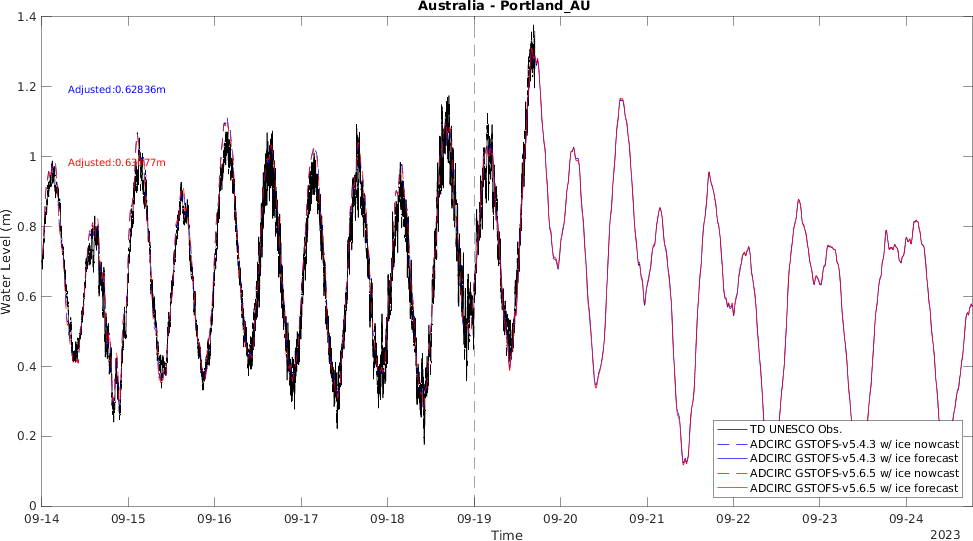 Australia - Portland_AU
1.4
1.2
1
0.8
0.6
0.4
0.2
0
Water Level (m)
Adjusted:0.62836m
TD UNESCO Obs.
ADCIRC GSTOFS-v5.4.3 w/ ice nowcast
ADCIRC GSTOFS-v5.4.3 w/ ice forecast
ADCIRC GSTOFS-v5.6.5 w/ ice nowcast
ADCIRC GSTOFS-v5.6.5 w/ ice forecast
09-14 09-15 09-16 09-17 09-18 09-19 09-20 09-21 09-22 09-23 09-24
Time
2023